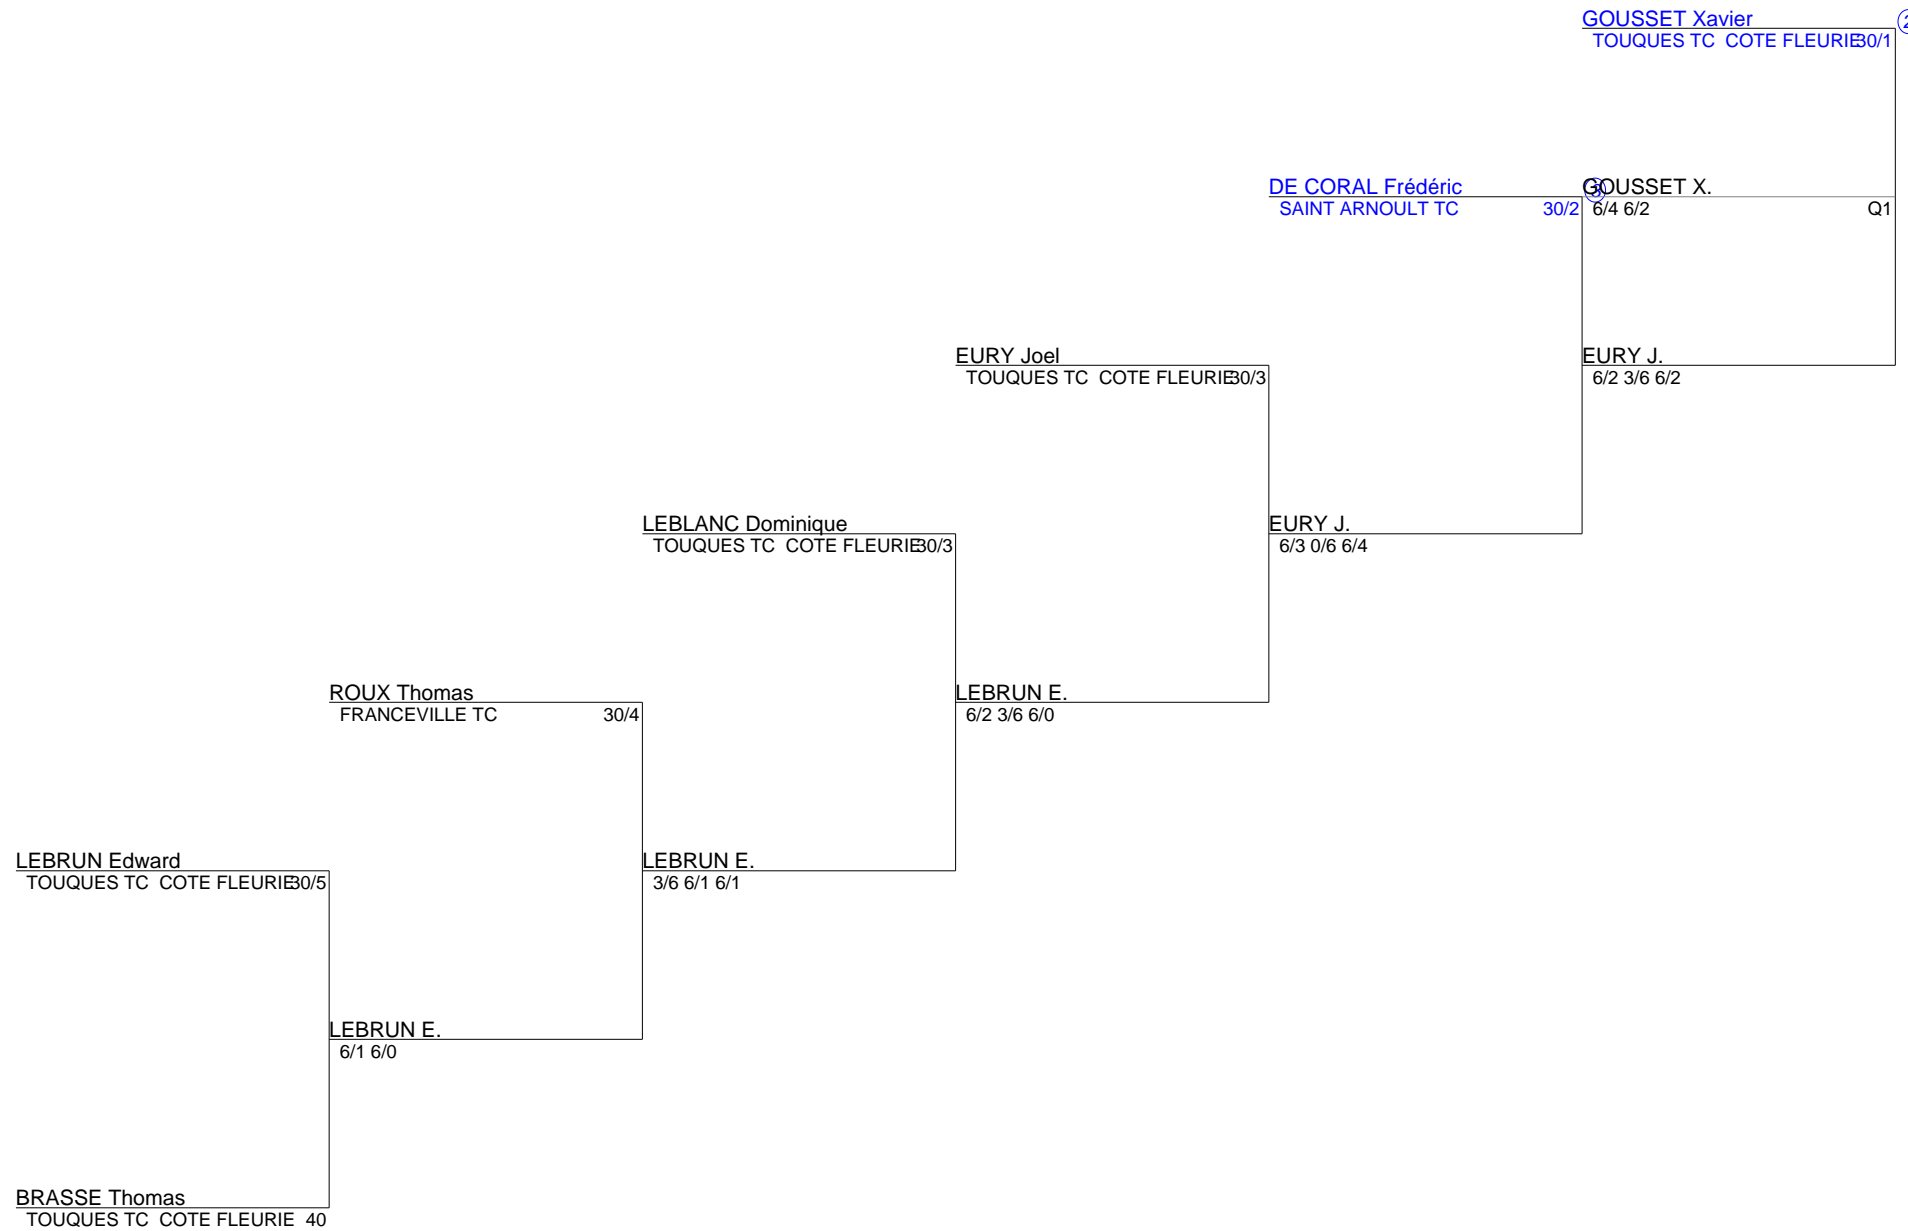 GOUSSET Xavier 2
TOUQUES TC COTE FLEURIE 30/1
DE CORAL Frédéric 3
SAINT ARNOULT TC 30/2
GOUSSET X.
6/4 6/2 Q1
EURY Joel
TOUQUES TC COTE FLEURIE 30/3
EURY J.
6/2 3/6 6/2
LEBLANC Dominique
TOUQUES TC COTE FLEURIE 30/3
EURY J.
6/3 0/6 6/4
ROUX Thomas
FRANCEVILLE TC 30/4
LEBRUN E.
6/2 3/6 6/0
LEBRUN Edward
TOUQUES TC COTE FLEURIE 30/5
LEBRUN E.
3/6 6/1 6/1
LEBRUN E.
6/1 6/0
BRASSE Thomas
TOUQUES TC COTE FLEURIE 40